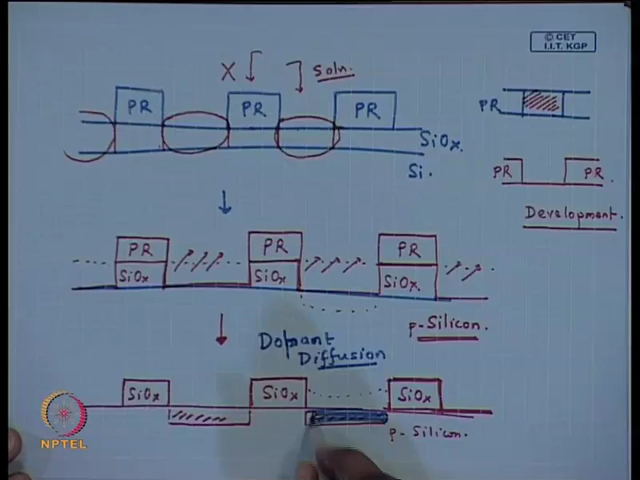 © CET
I.I.T. KGP
X Soln.
PR PR PR
SiOx
Si.
PR
PR PR
Development.
PR PR PR
SiOx SiOx SiOx
p-Silicon.
Dopant
Diffusion
SiOx SiOx SiOx
p-Silicon.
NPTEL